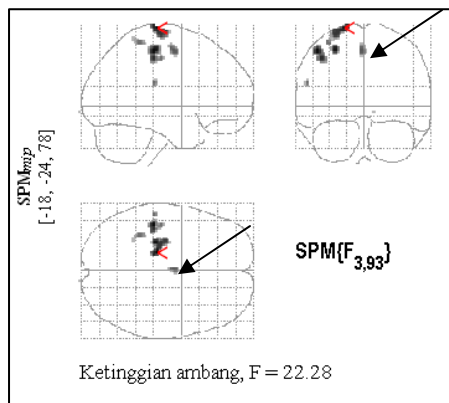 SPMmip
[-18, -24, 78]
<
<
<
SPM{F3,93}
Ketinggian ambang, F = 22.28